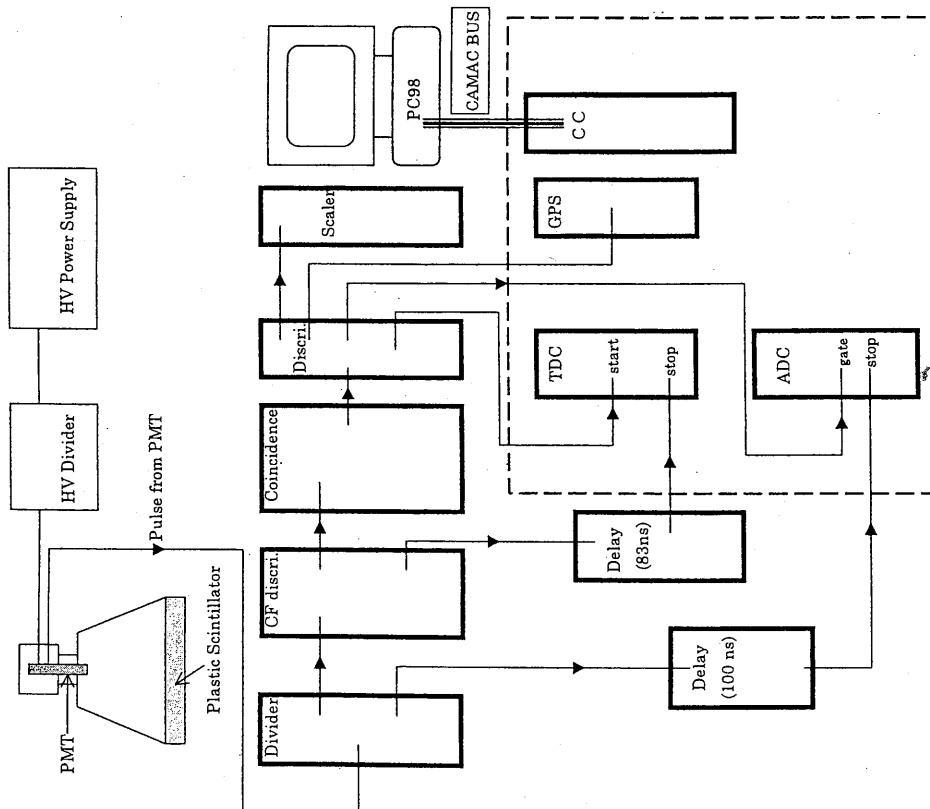 HV Power Supply
HV Divider
Pulse from PMT
PMT
Plastic Scintillator
Divider
CF discri.
Coincidence
Discri.
Scaler
PC98
CAMAC BUS
C C
GPS
TDC
start
stop
ADC
gate
stop
Delay
(83ns)
Delay
(100 ns)